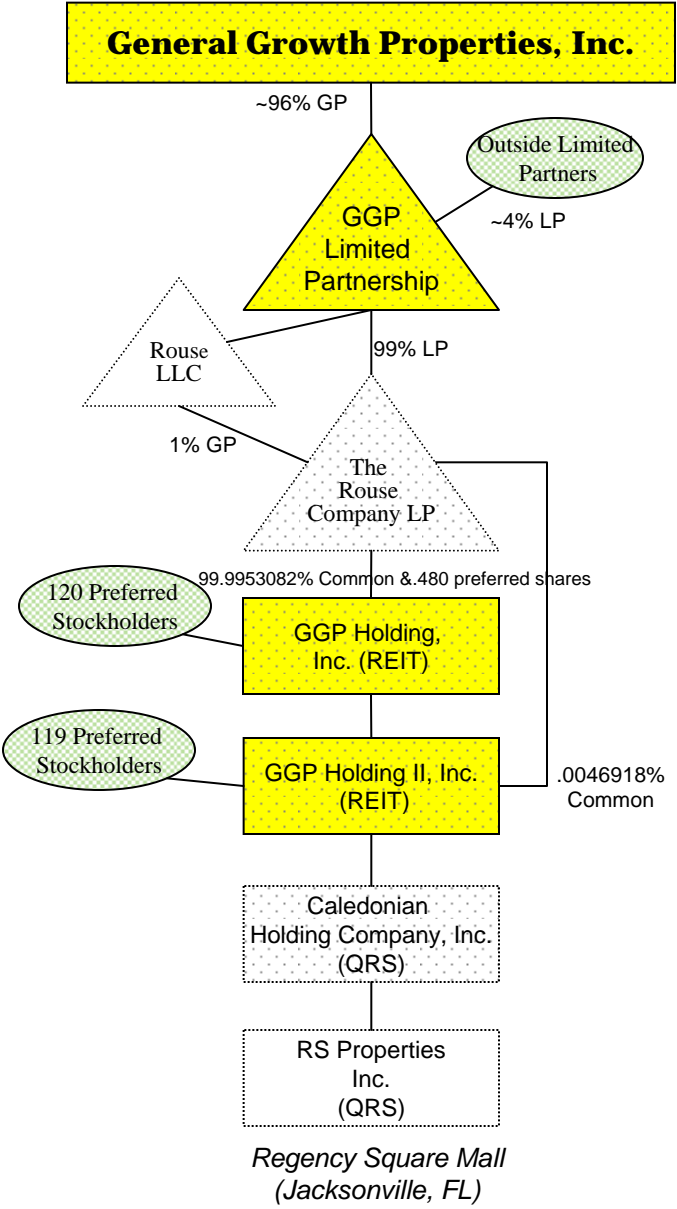 General Growth Properties, Inc.
~96% GP
Outside Limited
Partners
~4% LP
GGP
Limited
Partnership
Rouse
LLC
99% LP
1% GP
The
Rouse
Company LP
99.9953082% Common &.480 preferred shares
120 Preferred
Stockholders
GGP Holding,
Inc. (REIT)
119 Preferred
Stockholders
GGP Holding II, Inc.
(REIT)
.0046918%
Common
Caledonian
Holding Company, Inc.
(QRS)
RS Properties
Inc.
(QRS)
Regency Square Mall
(Jacksonville, FL)